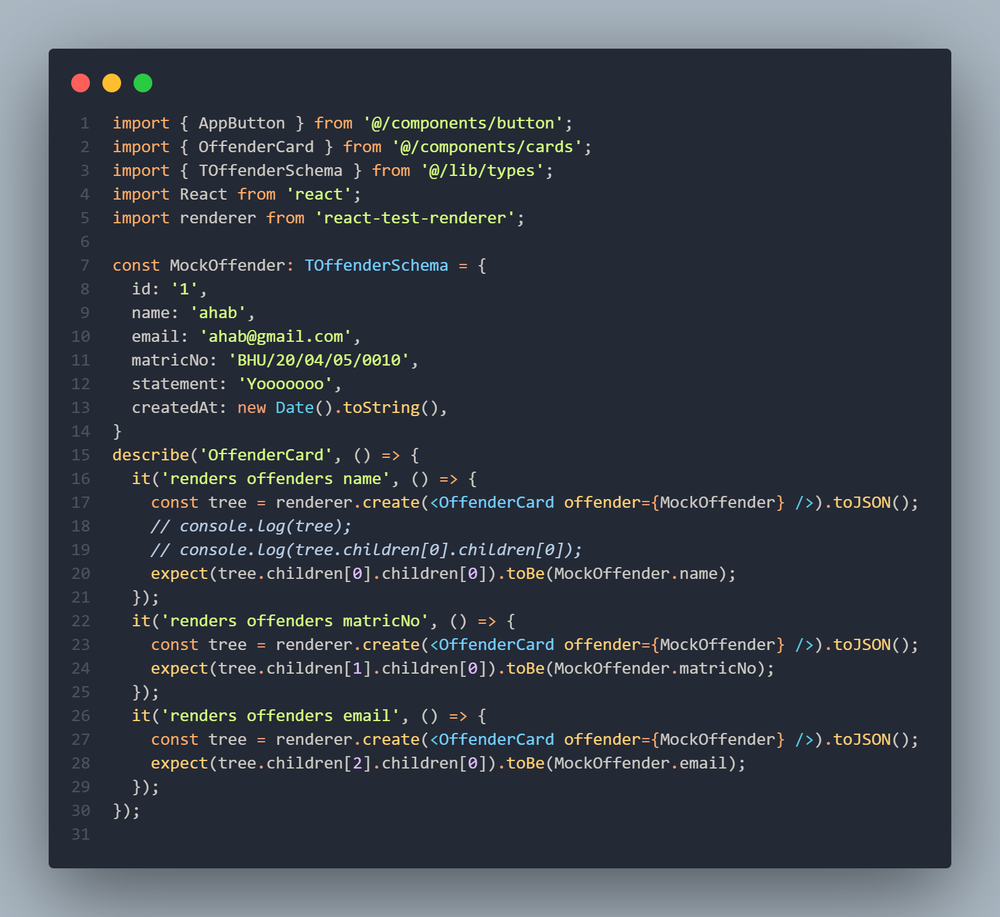 1 import { AppButton } from '@/components/button';
2 import { OffenderCard } from '@/components/cards';
3 import { TOffenderSchema } from '@/lib/types';
4 import React from 'react';
5 import renderer from 'react-test-renderer';
6
7 const MockOffender: TOffenderSchema = {
8   id: '1',
9   name: 'ahab',
10   email: 'ahab@gmail.com',
11   matricNo: 'BHU/20/04/05/0010',
12   statement: 'Yooooooo',
13   createdAt: new Date().toString(),
14 }
15 describe('OffenderCard', () => {
16   it('renders offenders name', () => {
17     const tree = renderer.create(<OffenderCard offender={MockOffender} />).toJSON();
18     // console.log(tree);
19     // console.log(tree.children[0].children[0]);
20     expect(tree.children[0].children[0]).toBe(MockOffender.name);
21   });
22   it('renders offenders matricNo', () => {
23     const tree = renderer.create(<OffenderCard offender={MockOffender} />).toJSON();
24     expect(tree.children[1].children[0]).toBe(MockOffender.matricNo);
25   });
26   it('renders offenders email', () => {
27     const tree = renderer.create(<OffenderCard offender={MockOffender} />).toJSON();
28     expect(tree.children[2].children[0]).toBe(MockOffender.email);
29   });
30 });
31